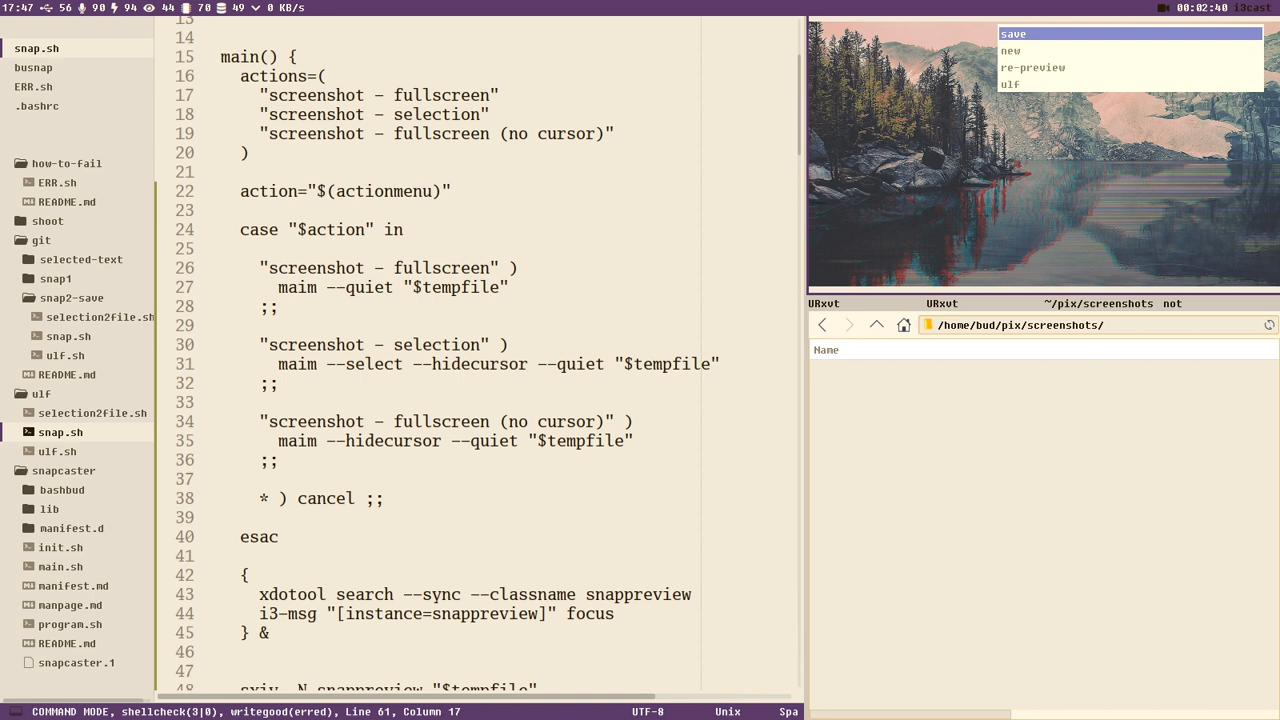 17:47 56 90 94 44 70 49 0 KB/s
00:02:40 i3cast
snap.sh
busnap
ERR.sh
.bashrc
how-to-fail
ERR.sh
README.md
shoot
git
selected-text
snap1
snap2-save
selection2file.sh
snap.sh
ulf.sh
README.md
ulf
selection2file.sh
snap.sh
ulf.sh
snapcaster
bashbud
lib
manifest.d
init.sh
main.sh
manifest.md
manpage.md
program.sh
README.md
snapcaster.1
13
14
15 main() {
16 actions=(
17 "screenshot - fullscreen"
18 "screenshot - selection"
19 "screenshot - fullscreen (no cursor)"
20 )
21
22 action="$(actionmenu)"
23
24 case "$action" in
25
26 "screenshot - fullscreen" )
27 maim --quiet "$tempfile"
28 ;;
29
30 "screenshot - selection" )
31 maim --select --hidecursor --quiet "$tempfile"
32 ;;
33
34 "screenshot - fullscreen (no cursor)" )
35 maim --hidecursor --quiet "$tempfile"
36 ;;
37
38 * ) cancel ;;
39
40 esac
41
42 {
43 xdotool search --sync --classname snappreview
44 i3-msg "[instance=snappreview]" focus
45 } &
46
47
48 sxiv -N snappreview "$tempfile"
save
new
re-preview
ulf
URxvt URxvt ~/pix/screenshots not
/home/bud/pix/screenshots/
Name
COMMAND MODE, shellcheck(3|0), writegood(erred), Line 61, Column 17 UTF-8 Unix Spa